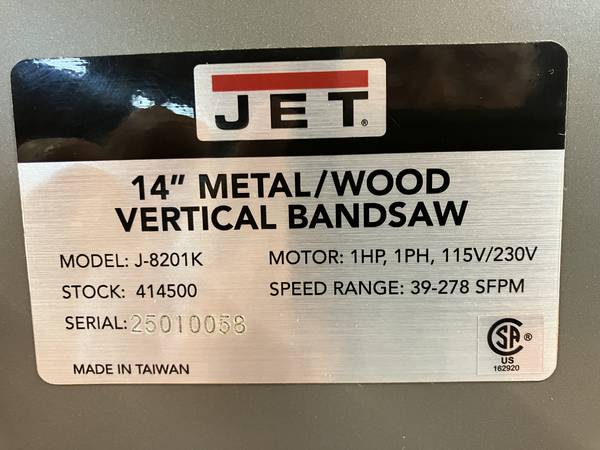 JET®
14” METAL/WOOD
VERTICAL BANDSAW
MODEL: J-8201K MOTOR: 1HP, 1PH, 115V/230V
STOCK: 414500 SPEED RANGE: 39-278 SFPM
SERIAL: 25010058
SA®
US
162920
MADE IN TAIWAN